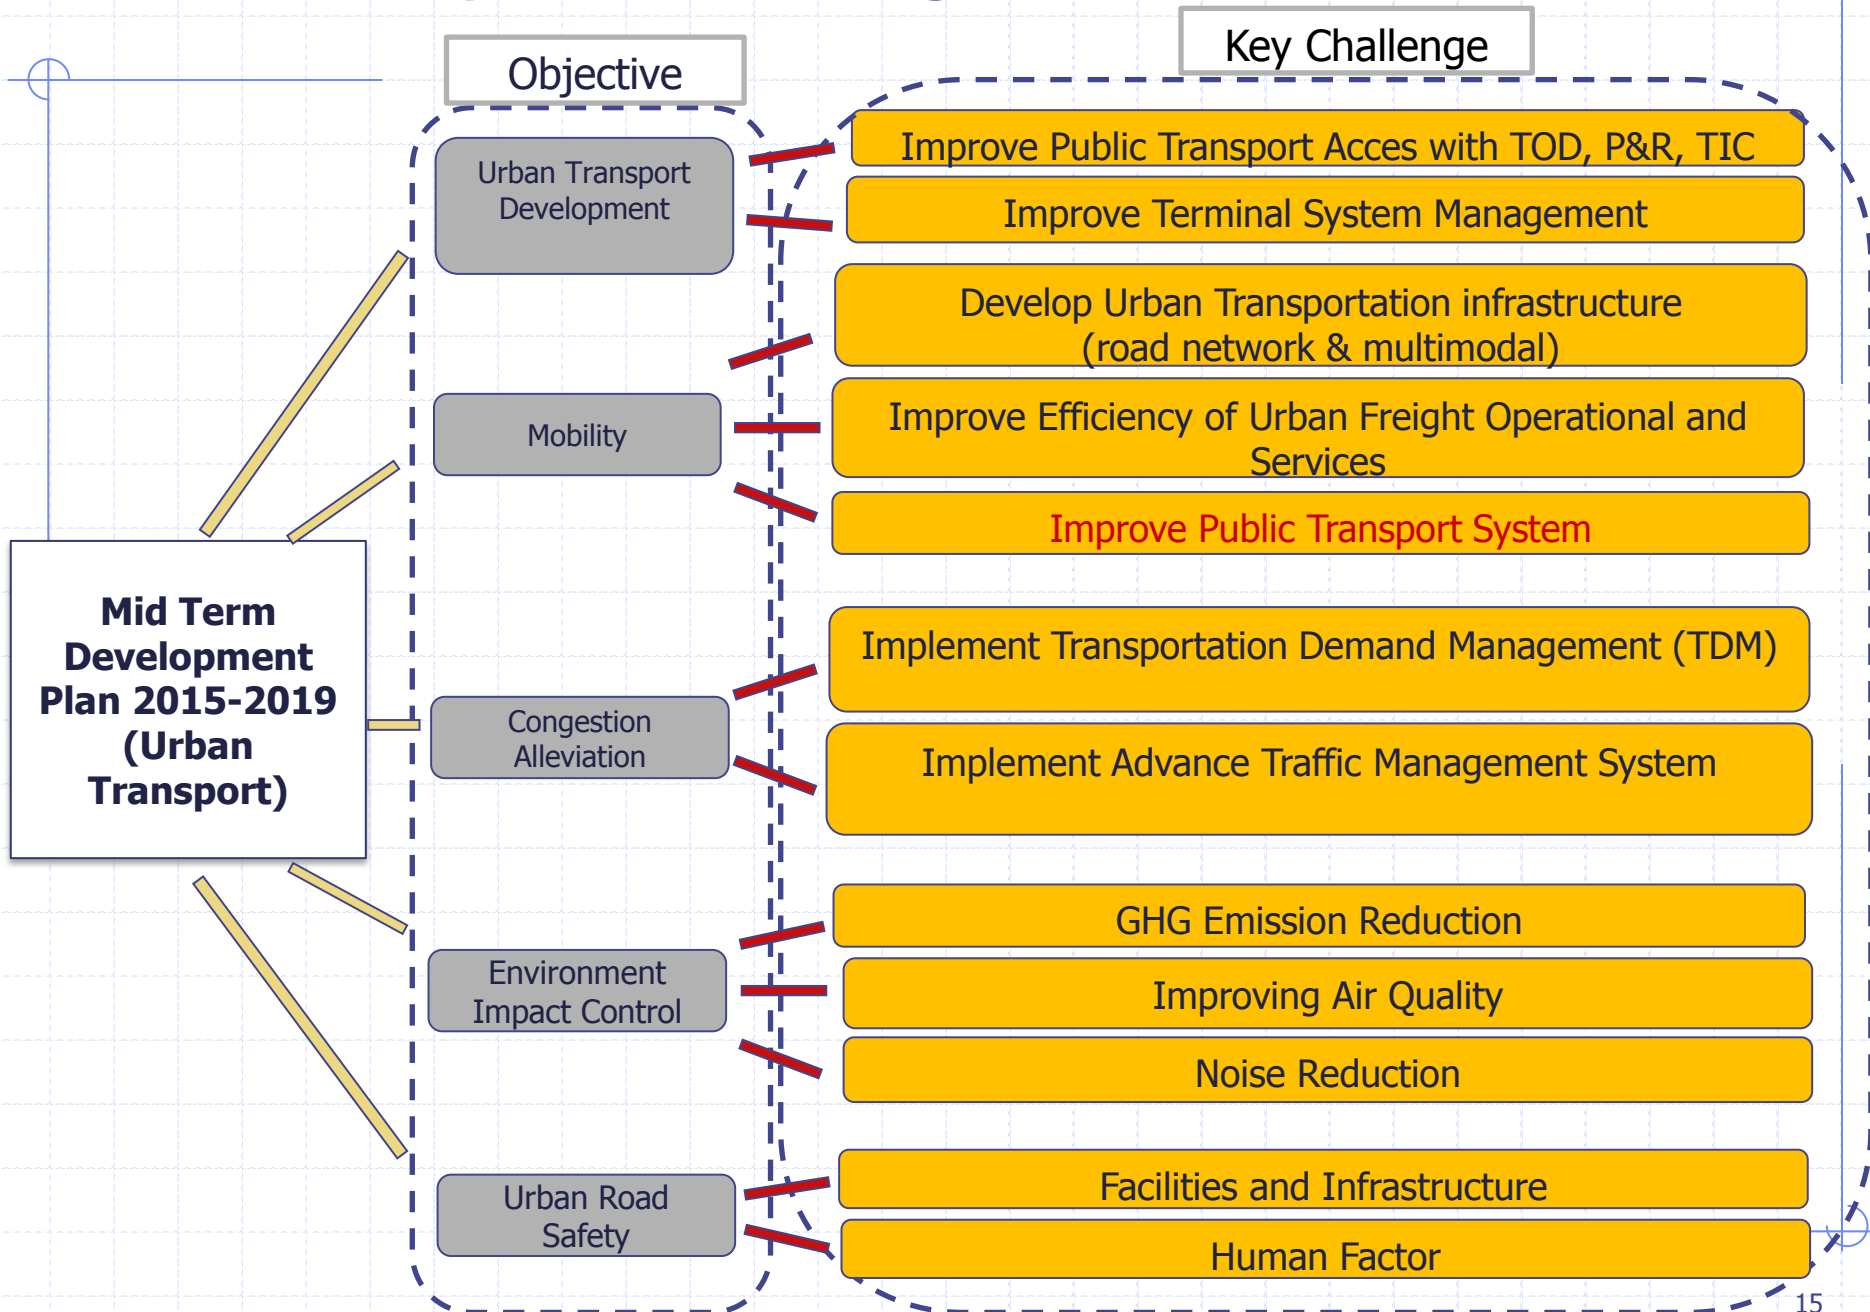 Objective
Key Challenge
Urban Transport
Development
Improve Public Transport Acces with TOD, P&R, TIC
Improve Terminal System Management
Mobility
Develop Urban Transportation infrastructure
(road network & multimodal)
Improve Efficiency of Urban Freight Operational and
Services
Improve Public Transport System
Mid Term
Development
Plan 2015-2019
(Urban
Transport)
Congestion
Alleviation
Implement Transportation Demand Management (TDM)
Implement Advance Traffic Management System
Environment
Impact Control
GHG Emission Reduction
Improving Air Quality
Noise Reduction
Urban Road
Safety
Facilities and Infrastructure
Human Factor
15